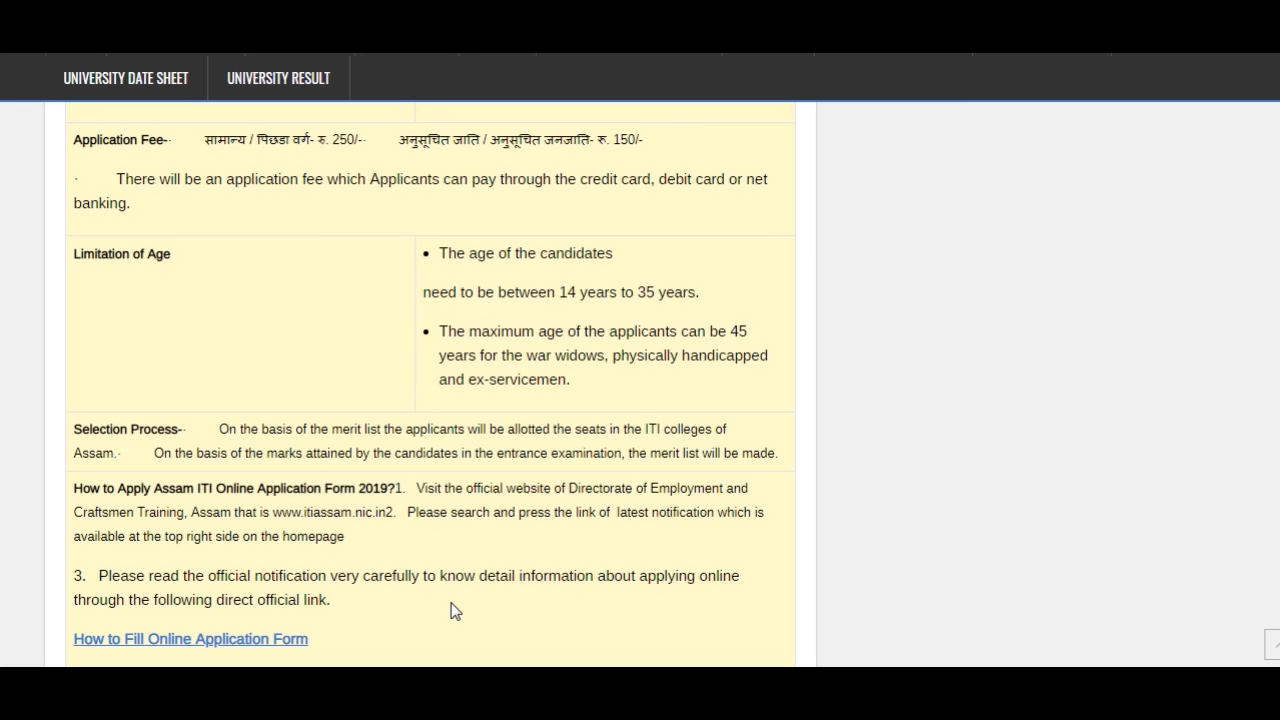 UNIVERSITY DATE SHEET UNIVERSITY RESULT
Application Fee-· सामान्य / पिछडा वर्ग- रु. 250/-· अनुसूचित जाति / अनुसूचित जनजाति- रु. 150/-
· There will be an application fee which Applicants can pay through the credit card, debit card or net
banking.
Limitation of Age
• The age of the candidates
need to be between 14 years to 35 years.
• The maximum age of the applicants can be 45
years for the war widows, physically handicapped
and ex-servicemen.
Selection Process-· On the basis of the merit list the applicants will be allotted the seats in the ITI colleges of
Assam.· On the basis of the marks attained by the candidates in the entrance examination, the merit list will be made.
How to Apply Assam ITI Online Application Form 2019?1. Visit the official website of Directorate of Employment and
Craftsmen Training, Assam that is www.itiassam.nic.in2. Please search and press the link of latest notification which is
available at the top right side on the homepage
3. Please read the official notification very carefully to know detail information about applying online
through the following direct official link.
How to Fill Online Application Form